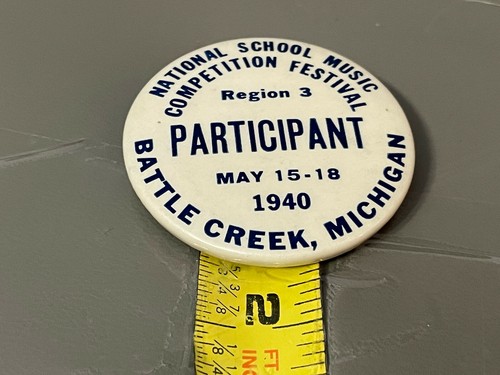 NATIONAL SCHOOL MUSIC
COMPETITION FESTIVAL
Region 3
PARTICIPANT
MAY 15-18
1940
BATTLE CREEK, MICHIGAN
2